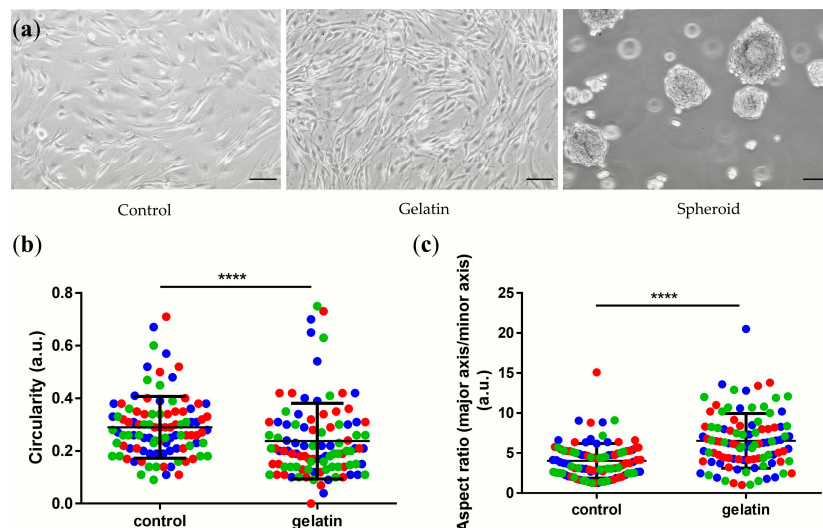 (a)
Control
Gelatin
Spheroid
(b)
(c)
****
Circularity (a.u.)
0.8
0.6
0.4
0.2
0.0
control
gelatin
****
Aspect ratio (major axis/minor axis)
(a.u.)
25
20
15
10
5
0
control
gelatin